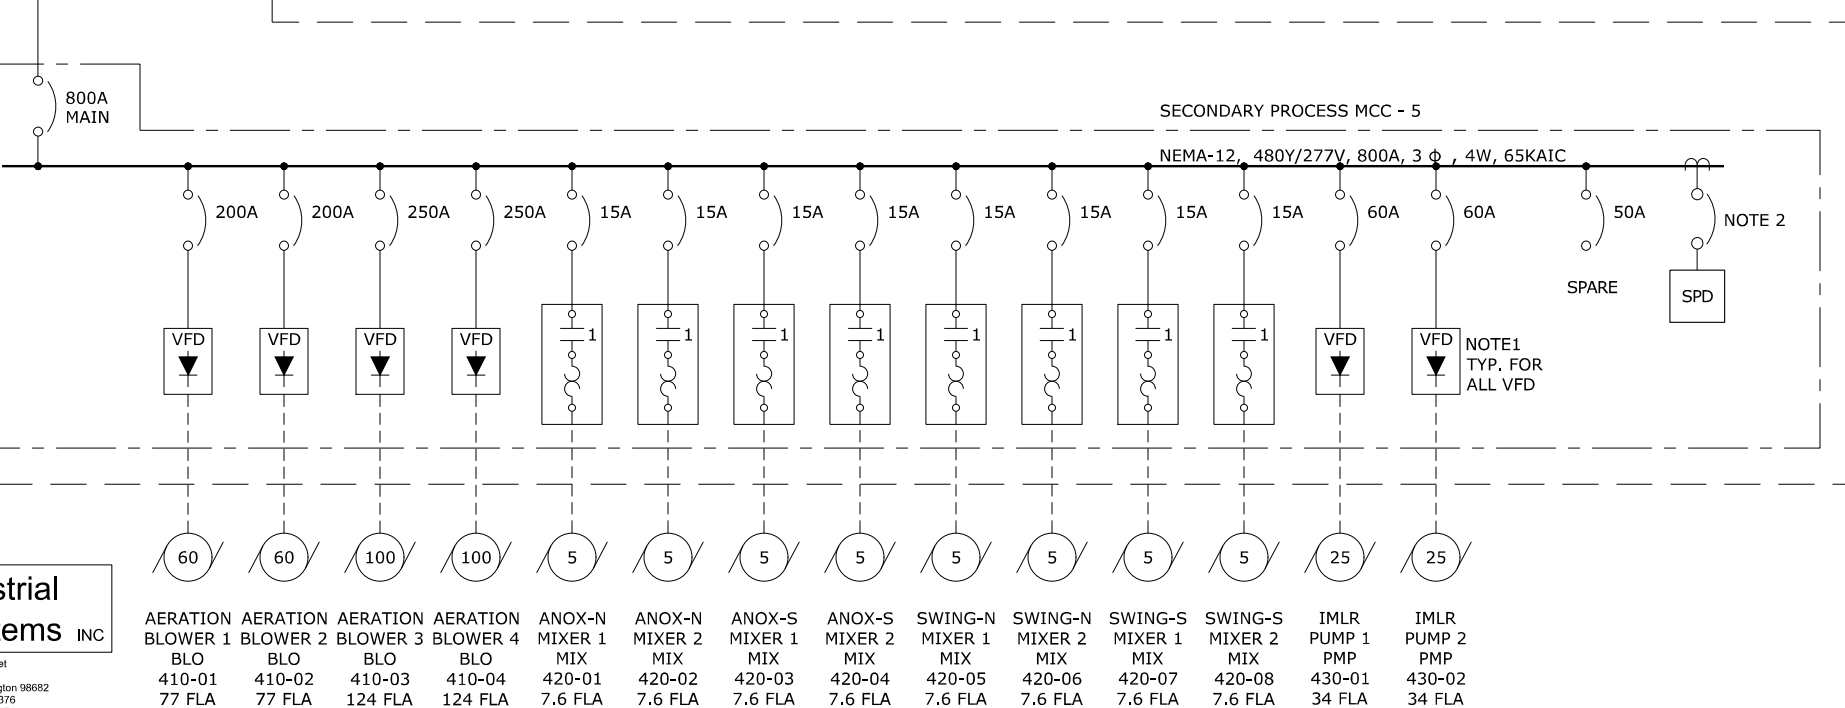 800A
MAIN
SECONDARY PROCESS MCC - 5
NEMA-12, 480Y/277V, 800A, 3 ϕ , 4W, 65KAIC
200A 200A 250A 250A 15A 15A 15A 15A 15A 15A 15A 15A 60A 60A 50A NOTE 2
SPARE SPD
VFD VFD VFD VFD 1 1 1 1 1 1 1 1 VFD VFD NOTE1
TYP. FOR
ALL VFD
60 60 100 100 5 5 5 5 5 5 5 5 25 25
strial
tems INC
et
gton 98682
376
AERATION
BLOWER 1
BLO
410-01
77 FLA
AERATION
BLOWER 2
BLO
410-02
77 FLA
AERATION
BLOWER 3
BLO
410-03
124 FLA
AERATION
BLOWER 4
BLO
410-04
124 FLA
ANOX-N
MIXER 1
MIX
420-01
7.6 FLA
ANOX-N
MIXER 2
MIX
420-02
7.6 FLA
ANOX-S
MIXER 1
MIX
420-03
7.6 FLA
ANOX-S
MIXER 2
MIX
420-04
7.6 FLA
SWING-N
MIXER 1
MIX
420-05
7.6 FLA
SWING-N
MIXER 2
MIX
420-06
7.6 FLA
SWING-S
MIXER 1
MIX
420-07
7.6 FLA
SWING-S
MIXER 2
MIX
420-08
7.6 FLA
IMLR
PUMP 1
PMP
430-01
34 FLA
IMLR
PUMP 2
PMP
430-02
34 FLA